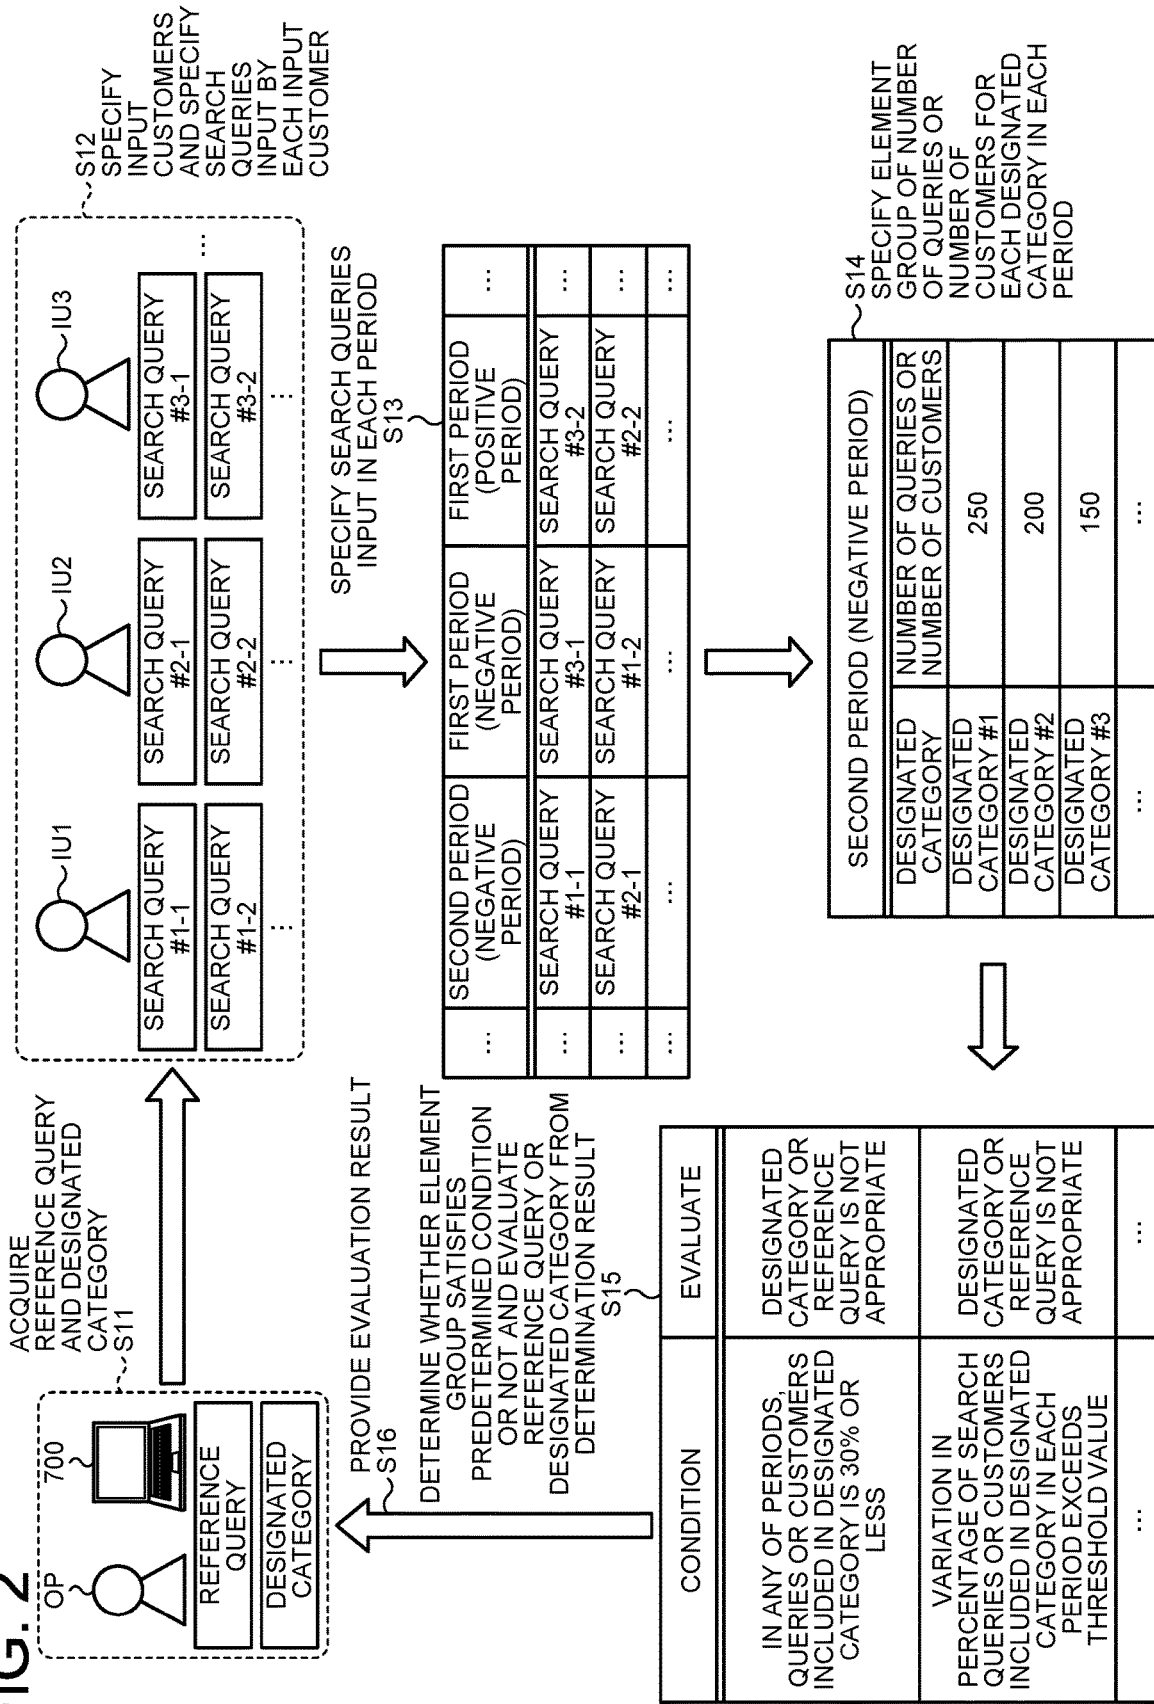 FIG. 2
OP
700
REFERENCE
QUERY
DESIGNATED
CATEGORY
ACQUIRE
REFERENCE QUERY
AND DESIGNATED
CATEGORY
S11
IU1
SEARCH QUERY
#1-1
SEARCH QUERY
#1-2
...
IU2
SEARCH QUERY
#2-1
SEARCH QUERY
#2-2
...
IU3
SEARCH QUERY
#3-1
SEARCH QUERY
#3-2
...
...
S12
SPECIFY
INPUT
CUSTOMERS
AND SPECIFY
SEARCH
QUERIES
INPUT BY
EACH INPUT
CUSTOMER
SPECIFY SEARCH QUERIES
INPUT IN EACH PERIOD
S13
...
SECOND PERIOD
(NEGATIVE
PERIOD)
FIRST PERIOD
(NEGATIVE
PERIOD)
FIRST PERIOD
(POSITIVE
PERIOD)
...
...
SEARCH QUERY
#1-1
SEARCH QUERY
#3-1
SEARCH QUERY
#3-2
...
...
SEARCH QUERY
#2-1
SEARCH QUERY
#1-2
SEARCH QUERY
#2-2
...
...
...
...
...
...
S14
SPECIFY ELEMENT
GROUP OF NUMBER
OF QUERIES OR
NUMBER OF
CUSTOMERS FOR
EACH DESIGNATED
CATEGORY IN EACH
PERIOD
SECOND PERIOD (NEGATIVE PERIOD)
DESIGNATED
CATEGORY
NUMBER OF QUERIES OR
NUMBER OF CUSTOMERS
DESIGNATED
CATEGORY #1
250
DESIGNATED
CATEGORY #2
200
DESIGNATED
CATEGORY #3
150
...
...
PROVIDE EVALUATION RESULT
S16
DETERMINE WHETHER ELEMENT
GROUP SATISFIES
PREDETERMINED CONDITION
OR NOT AND EVALUATE
REFERENCE QUERY OR
DESIGNATED CATEGORY FROM
DETERMINATION RESULT
S15
CONDITION
EVALUATE
IN ANY OF PERIODS,
QUERIES OR CUSTOMERS
INCLUDED IN DESIGNATED
CATEGORY IS 30% OR
LESS
DESIGNATED
CATEGORY OR
REFERENCE
QUERY IS NOT
APPROPRIATE
VARIATION IN
PERCENTAGE OF SEARCH
QUERIES OR CUSTOMERS
INCLUDED IN DESIGNATED
CATEGORY IN EACH
PERIOD EXCEEDS
THRESHOLD VALUE
DESIGNATED
CATEGORY OR
REFERENCE
QUERY IS NOT
APPROPRIATE
...
...